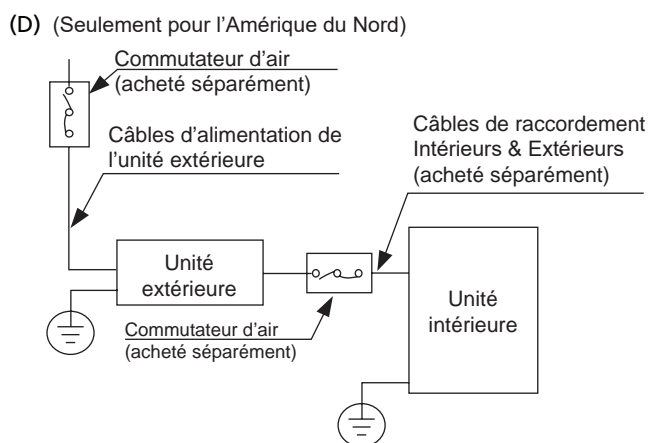 (D) (Seulement pour l'Amérique du Nord)
Commutateur d'air
(acheté séparément)
Câbles d'alimentation de
l'unité extérieure
Câbles de raccordement
Intérieurs & Extérieurs
(acheté séparément)
Unité
extérieure
Commutateur d'air
(acheté séparément)
Unité
intérieure